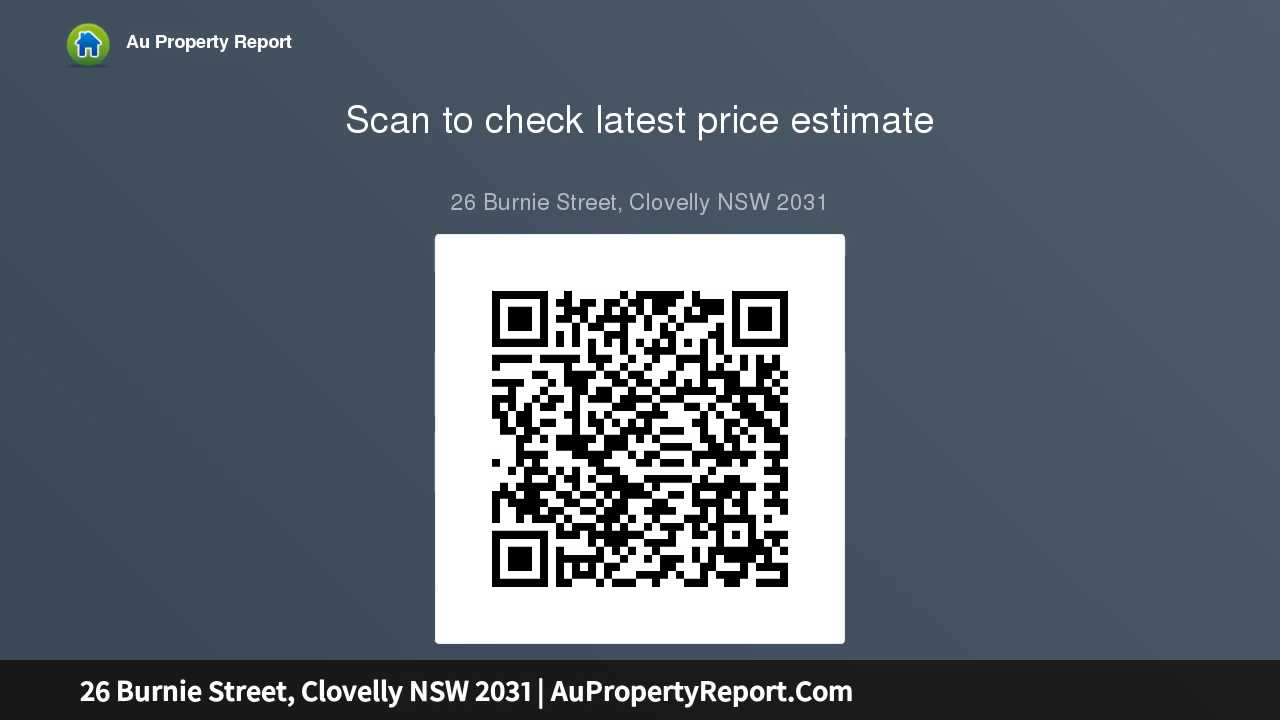 Au Property Report
Scan to check latest price estimate
26 Burnie Street, Clovelly NSW 2031
26 Burnie Street, Clovelly NSW 2031 | AuPropertyReport.Com